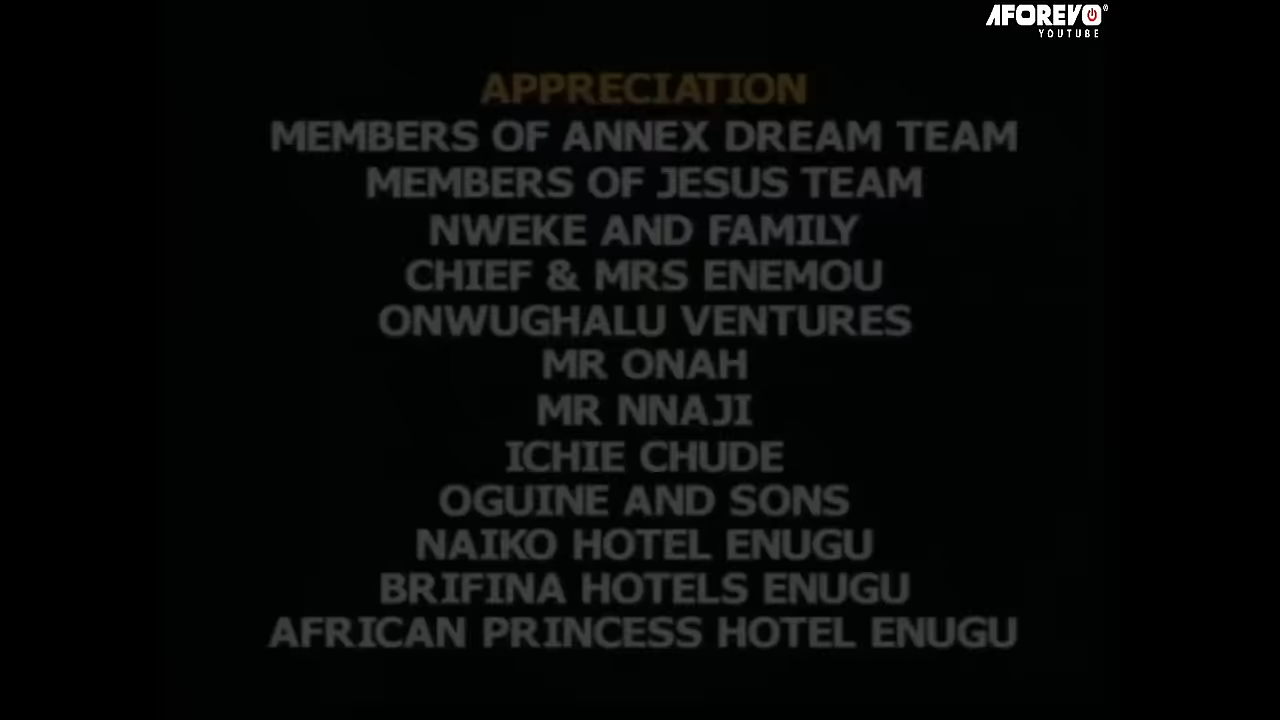 AFOREVO
YOUTUBE
APPRECIATION
MEMBERS OF ANNEX DREAM TEAM
MEMBERS OF JESUS TEAM
NWEKE AND FAMILY
CHIEF & MRS ENEMOU
ONWUGHALU VENTURES
MR ONAH
MR NNAJI
ICHIE CHUDE
OGUINE AND SONS
NAIKO HOTEL ENUGU
BRIFINA HOTELS ENUGU
AFRICAN PRINCESS HOTEL ENUGU